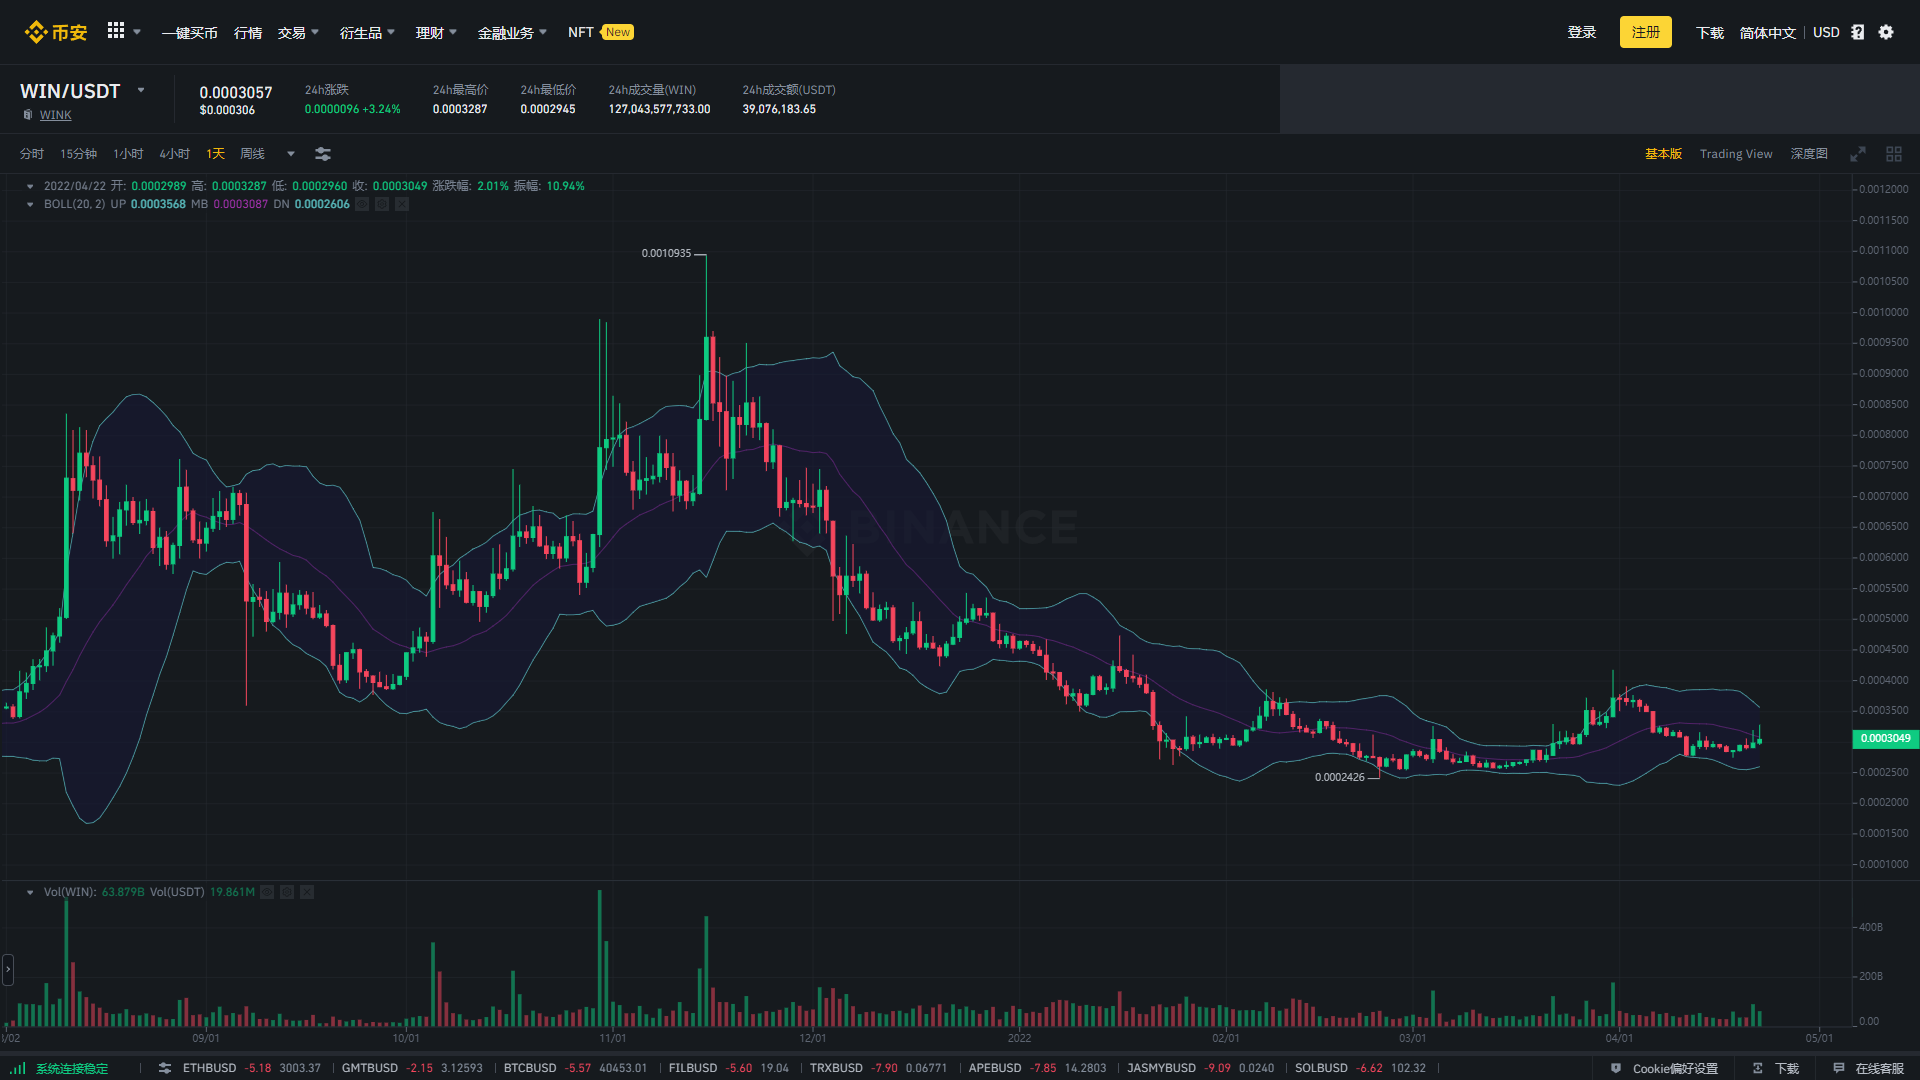 币安 一键买币 行情 交易 衍生品 理财 金融业务 NFT New 登录 注册 下载 简体中文 USD
WIN/USDT
WINK
0.0003057
$0.000306
24h涨跌
0.0000096 +3.24%
24h最高价
0.0003287
24h最低价
0.0002945
24h成交量(WIN)
127,043,577,733.00
24h成交额(USDT)
39,076,183.65
分时 15分钟 1小时 4小时 1天 周线 基本版 Trading View 深度图
2022/04/22 开: 0.0002989 高: 0.0003287 低: 0.0002960 收: 0.0003049 涨跌幅: 2.01% 振幅: 10.94%
BOLL(20, 2) UP 0.0003568 MB 0.0003087 DN 0.0002606
0.0010935
BINANCE
0.0002426
0.0012000
0.0011500
0.0011000
0.0010500
0.0010000
0.0009500
0.0009000
0.0008500
0.0008000
0.0007500
0.0007000
0.0006500
0.0006000
0.0005500
0.0005000
0.0004500
0.0004000
0.0003500
0.0003049
0.0002500
0.0002000
0.0001500
0.0001000
Vol(WIN): 63.879B Vol(USDT) 19.861M
400B
200B
0.00
/02 09/01 10/01 11/01 12/01 2022 02/01 03/01 04/01 05/01
系统连接稳定 ETHBUSD -5.18 3003.37 GMTBUSD -2.15 3.12593 BTCBUSD -5.57 40453.01 FILBUSD -5.60 19.04 TRXBUSD -7.90 0.06771 APEBUSD -7.85 14.2803 JASMYBUSD -9.09 0.0240 SOLBUSD -6.62 102.32 Cookie偏好设置 下载 在线客服